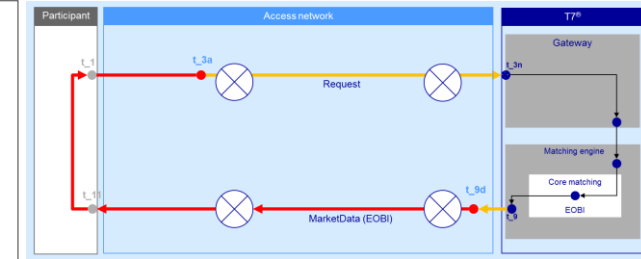 Participant
Access network
T7®
Gateway
t_1
t_3a
t_3n
Request
Matching engine
Core matching
t_9d
EOBI
t_11
t_9
MarketData (EOBI)